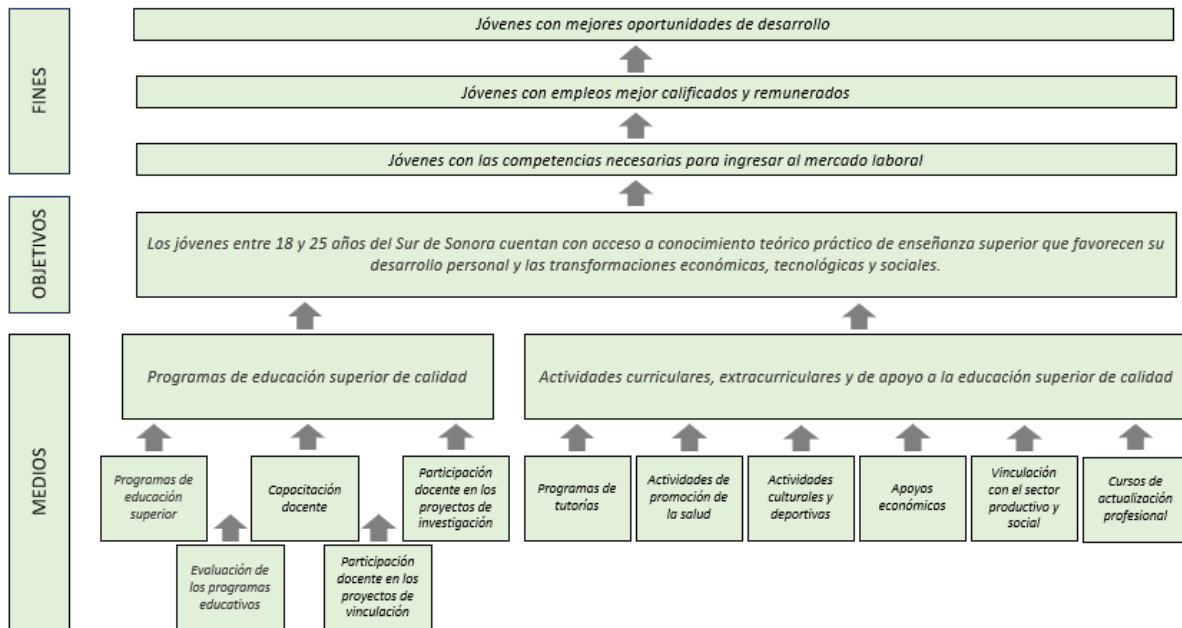 FINES
Jóvenes con mejores oportunidades de desarrollo
Jóvenes con empleos mejor calificados y remunerados
Jóvenes con las competencias necesarias para ingresar al mercado laboral
OBJETIVOS
Los jóvenes entre 18 y 25 años del Sur de Sonora cuentan con acceso a conocimiento teórico práctico de enseñanza superior que favorecen su
desarrollo personal y las transformaciones económicas, tecnológicas y sociales.
MEDIOS
Programas de educación superior de calidad
Actividades curriculares, extracurriculares y de apoyo a la educación superior de calidad
Programas de
educación
superior
Capacitación
docente
Participación
docente en los
proyectos de
investigación
Programas de
tutorías
Actividades de
promoción de la
salud
Actividades
culturales y
deportivas
Apoyos
económicos
Vinculación
con el sector
productivo y
social
Cursos de
actualización
profesional
Evaluación de
los programas
educativos
Participación
docente en los
proyectos de
vinculación